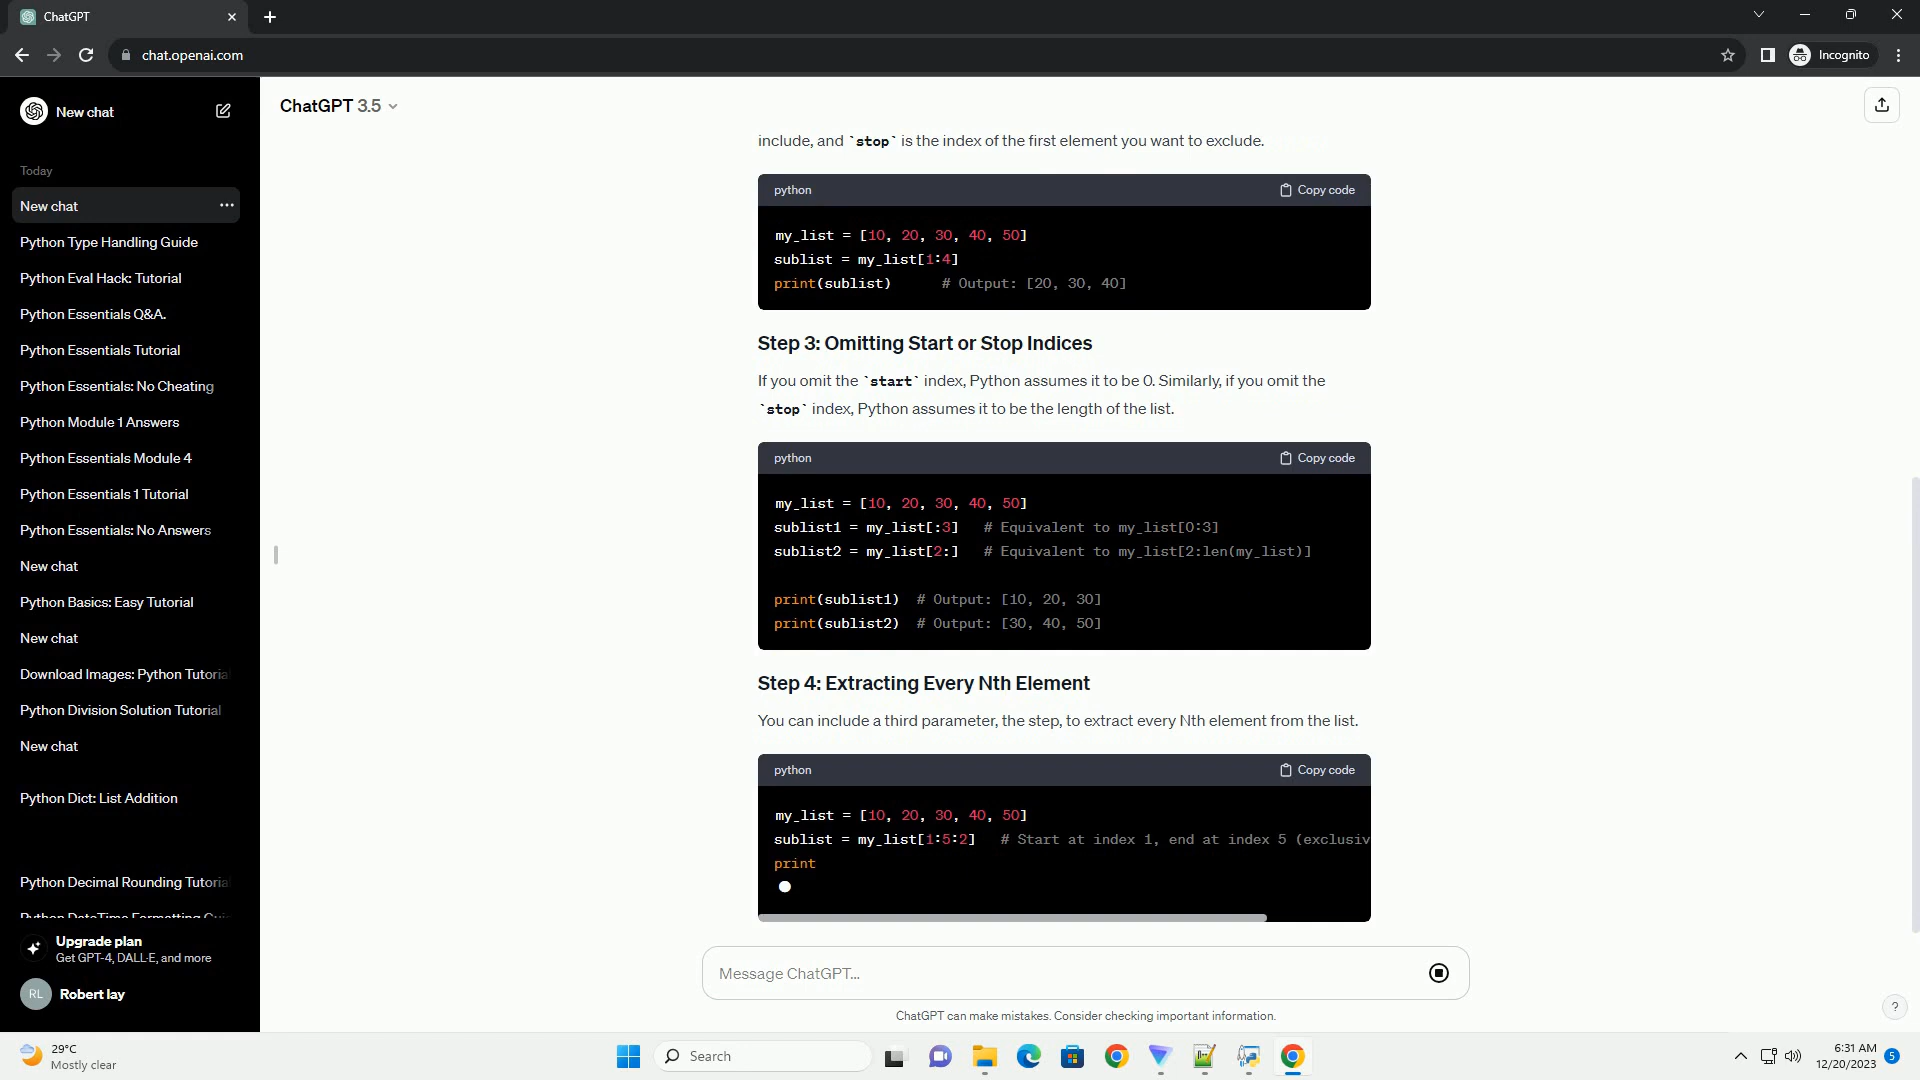 ChatGPT
chat.openai.com
Incognito
New chat
Today
New chat
Python Type Handling Guide
Python Eval Hack: Tutorial
Python Essentials Q&A.
Python Essentials Tutorial
Python Essentials: No Cheating
Python Module 1 Answers
Python Essentials Module 4
Python Essentials 1 Tutorial
Python Essentials: No Answers
New chat
Python Basics: Easy Tutorial
New chat
Download Images: Python Tutoria
Python Division Solution Tutorial
New chat
Python Dict: List Addition
Python Decimal Rounding Tutoria
Python DateTime Formatting Gui
Upgrade plan
Get GPT-4, DALL·E, and more
RL Robert lay
ChatGPT 3.5
include, and `stop` is the index of the first element you want to exclude.
python Copy code
my_list = [10, 20, 30, 40, 50]
sublist = my_list[1:4]
print(sublist)      # Output: [20, 30, 40]
Step 3: Omitting Start or Stop Indices
If you omit the `start` index, Python assumes it to be 0. Similarly, if you omit the
`stop` index, Python assumes it to be the length of the list.
python Copy code
my_list = [10, 20, 30, 40, 50]
sublist1 = my_list[:3]   # Equivalent to my_list[0:3]
sublist2 = my_list[2:]   # Equivalent to my_list[2:len(my_list)]
print(sublist1)  # Output: [10, 20, 30]
print(sublist2)  # Output: [30, 40, 50]
Step 4: Extracting Every Nth Element
You can include a third parameter, the step, to extract every Nth element from the list.
python Copy code
my_list = [10, 20, 30, 40, 50]
sublist = my_list[1:5:2]   # Start at index 1, end at index 5 (exclusiv
print
Message ChatGPT...
ChatGPT can make mistakes. Consider checking important information.
?
29°C
Mostly clear
Search
6:31 AM
12/20/2023
5